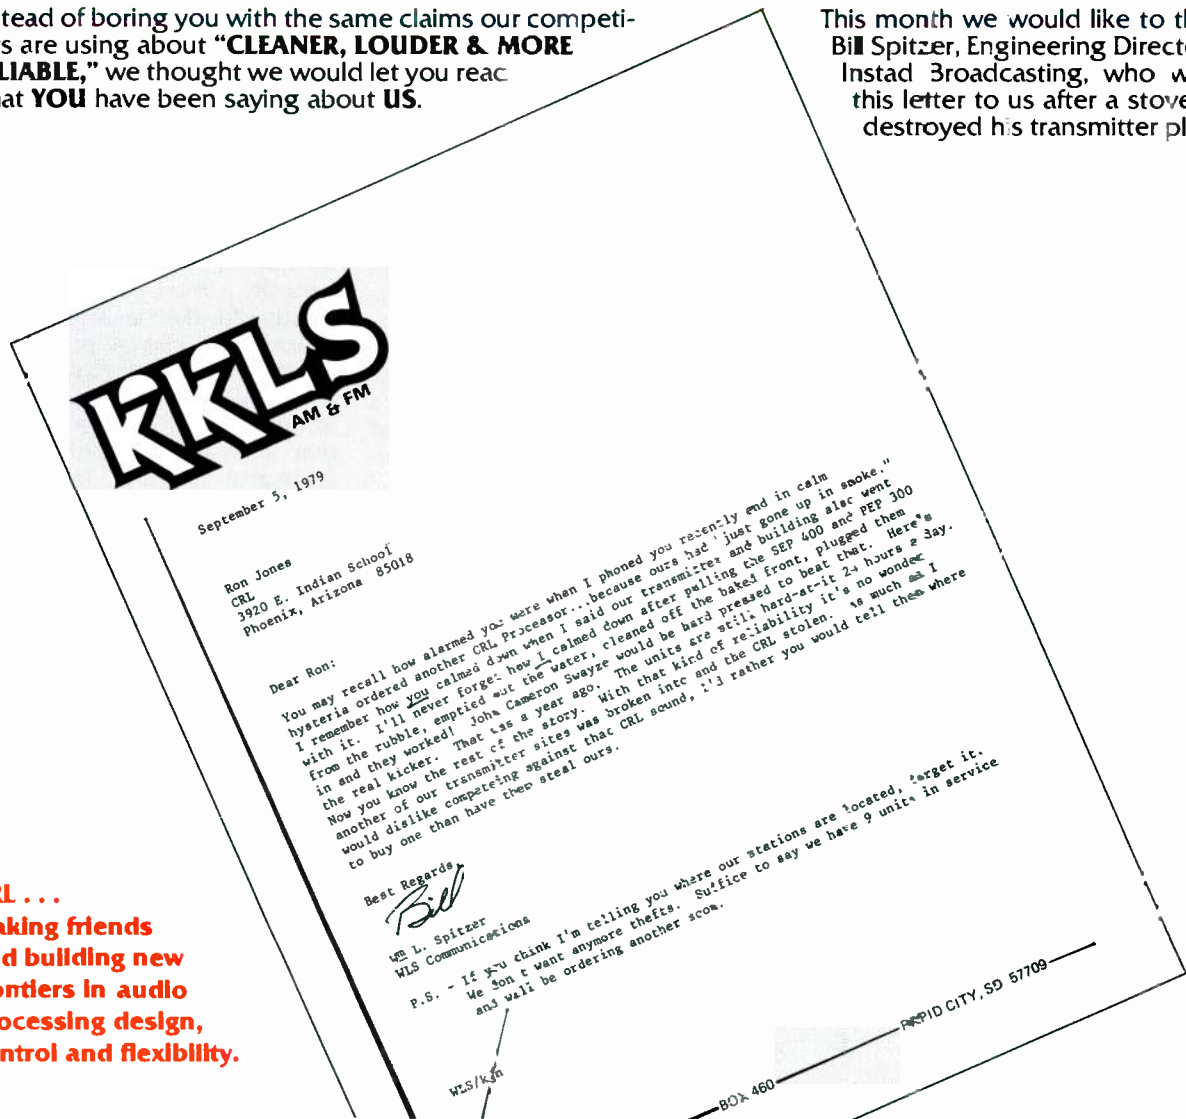 tead of boring you with the same claims our competi-
s are using about “CLEANER, LOUDER & MORE
LIABLE,” we thought we would let you reac
at YOU have been saying about US.
This month we would like to th
Bill Spitzer, Engineering Direct
Instad Broadcasting, who w
this letter to us after a stove
destroyed h s transmitter pl
KKLS
AM & FM
September 5, 1979
Ron Jones
CRL
3920 E. Indian School
Phoenix, Arizona 85018
Dear Ron:
You may recall how alarmed you were when I phoned you recently and in calm
hysteria ordered another CRL Processor...because ours had 'just gone up in smoke."
I remember how you calmed down when I said our transmitter and building also went
with it. I'll never forget how I calmed down after pulling the SEP 400 and PEP 300
from the rubble, emptied out the water, cleaned off the baked front, plugged them
in and they worked! John Cameron Swayze would be hard pressed to beat that. Here's
the real kicker. That was a year ago. The units are still hard-at-it 24 hours a day.
Now you know the rest of the story. With that kind of reliability it's no wonder
another of our transmitter sites was broken into and the CRL stolen. As much as I
would dislike competeing against that CRL sound, I'd rather you would tell them where
to buy one than have them steal ours.
Best Regards,
Bill
Wm L. Spitzer
WLS Communications
P.S. - If you think I'm telling you where our stations are located, forget it.
We don t want anymore thefts. Suffice to say we have 9 units in service
and will be ordering another soon.
WLS/kjn
BOX 460
RAPID CITY, SD 57709
RL . . .
aking friends
d building new
ontiers in audio
ocessing design,
ntrol and flexibility.